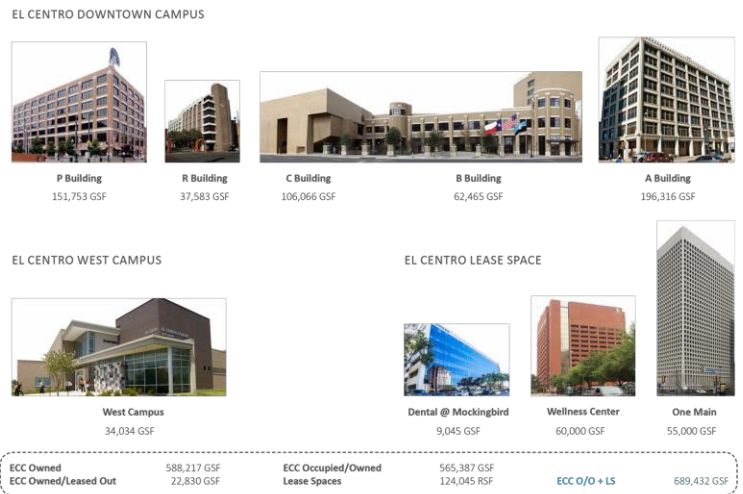 EL CENTRO DOWNTOWN CAMPUS
P Building
151,753 GSF
R Building
37,583 GSF
C Building
106,066 GSF
B Building
62,465 GSF
A Building
196,316 GSF
EL CENTRO WEST CAMPUS
West Campus
34,034 GSF
EL CENTRO LEASE SPACE
Dental @ Mockingbird
9,045 GSF
Wellness Center
60,000 GSF
One Main
55,000 GSF
ECC Owned 588,217 GSF ECC Occupied/Owned 565,387 GSF
ECC Owned/Leased Out 22,830 GSF Lease Spaces 124,045 RSF ECC O/O + LS 689,432 GSF